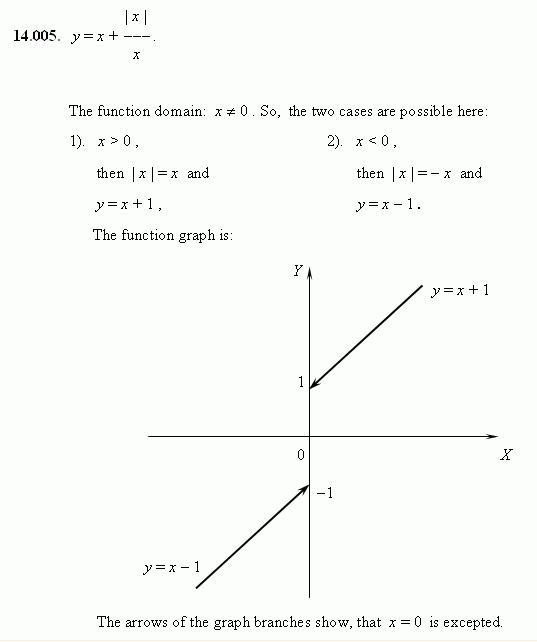 14.005. y = x + | x | / x .
The function domain: x ≠ 0 . So, the two cases are possible here:
1). x > 0 , 2). x < 0 ,
then | x | = x and then | x | = – x and
y = x + 1 , y = x – 1 .
The function graph is:
Y
y = x + 1
1
0 X
–1
y = x – 1
The arrows of the graph branches show, that x = 0 is excepted.